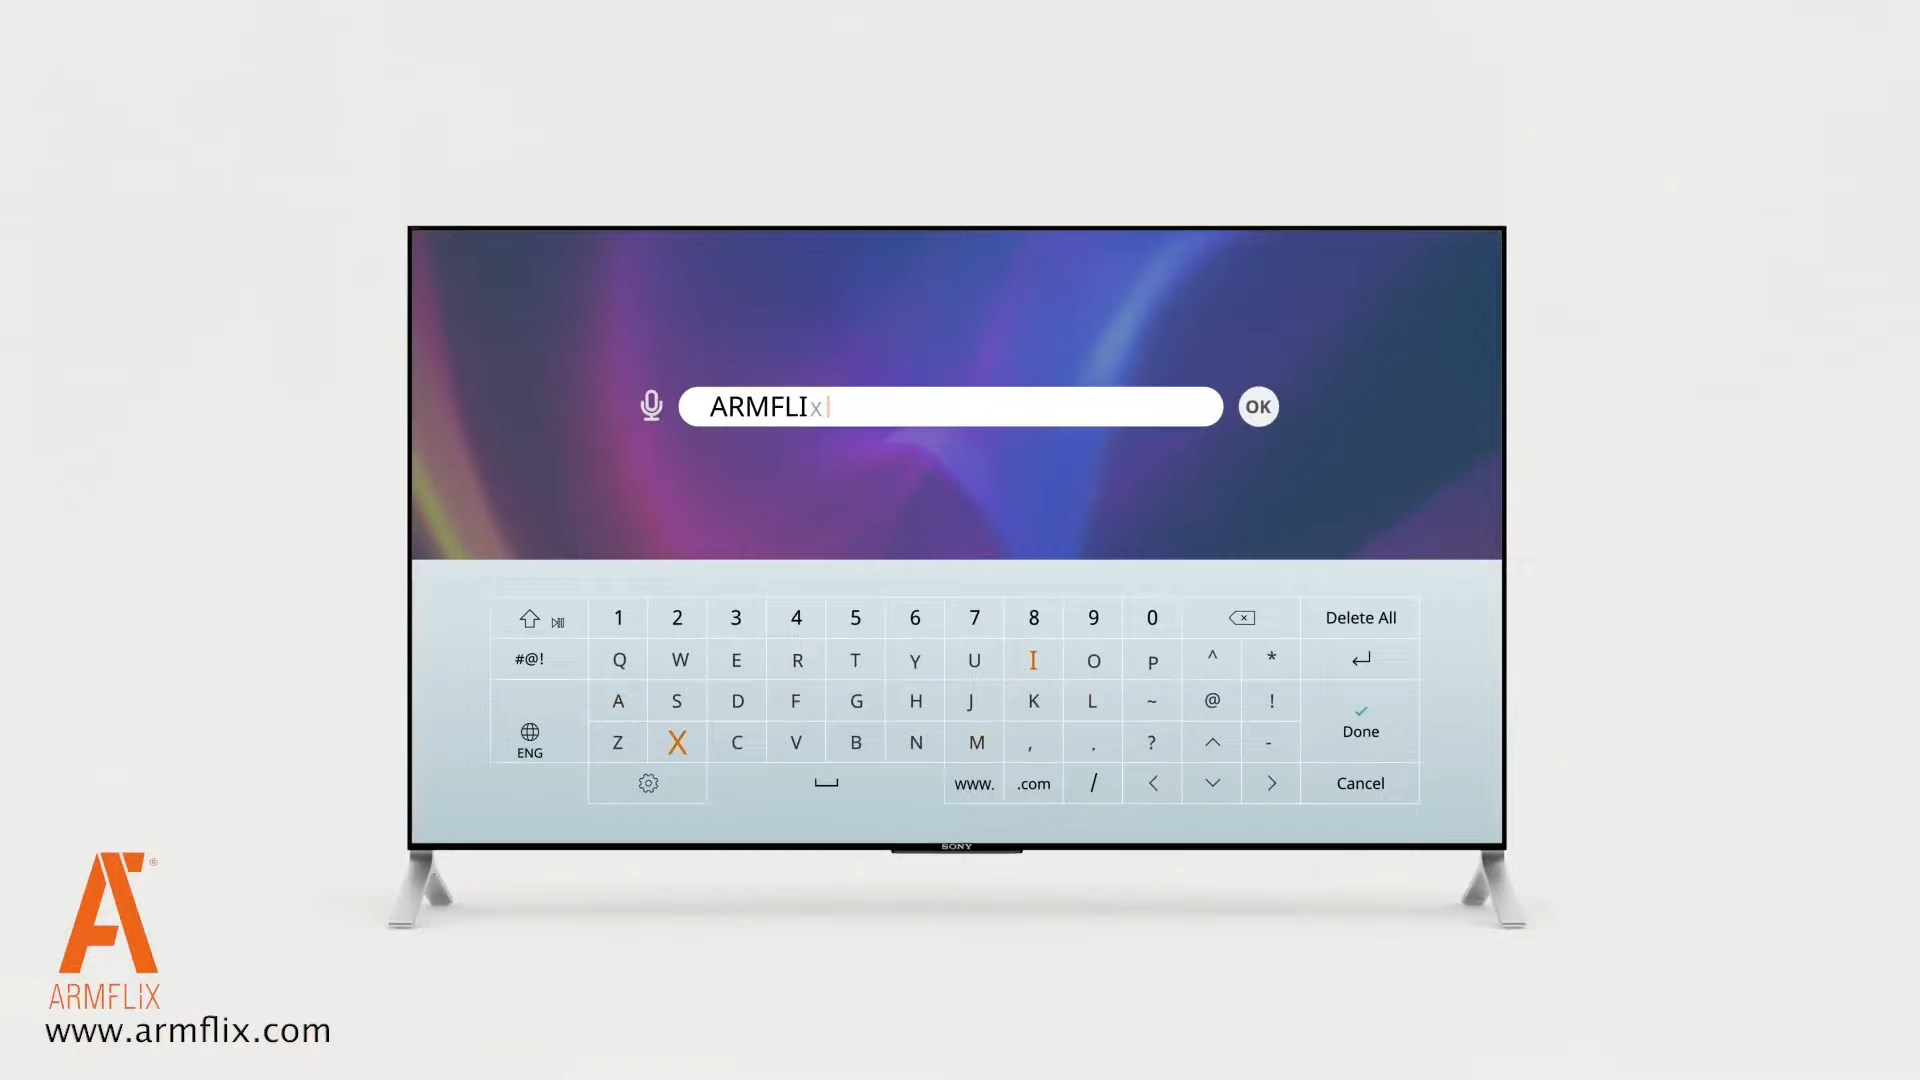 ARMFLIx
OK
1 2 3 4 5 6 7 8 9 0 Delete All
#@! Q W E R T Y U I O P ^ *
A S D F G H J K L ~ @ !
ENG Z X C V B N M , . ? - Done
www. .com / Cancel
SONY
A ®
ARMFLIX
www.armflix.com